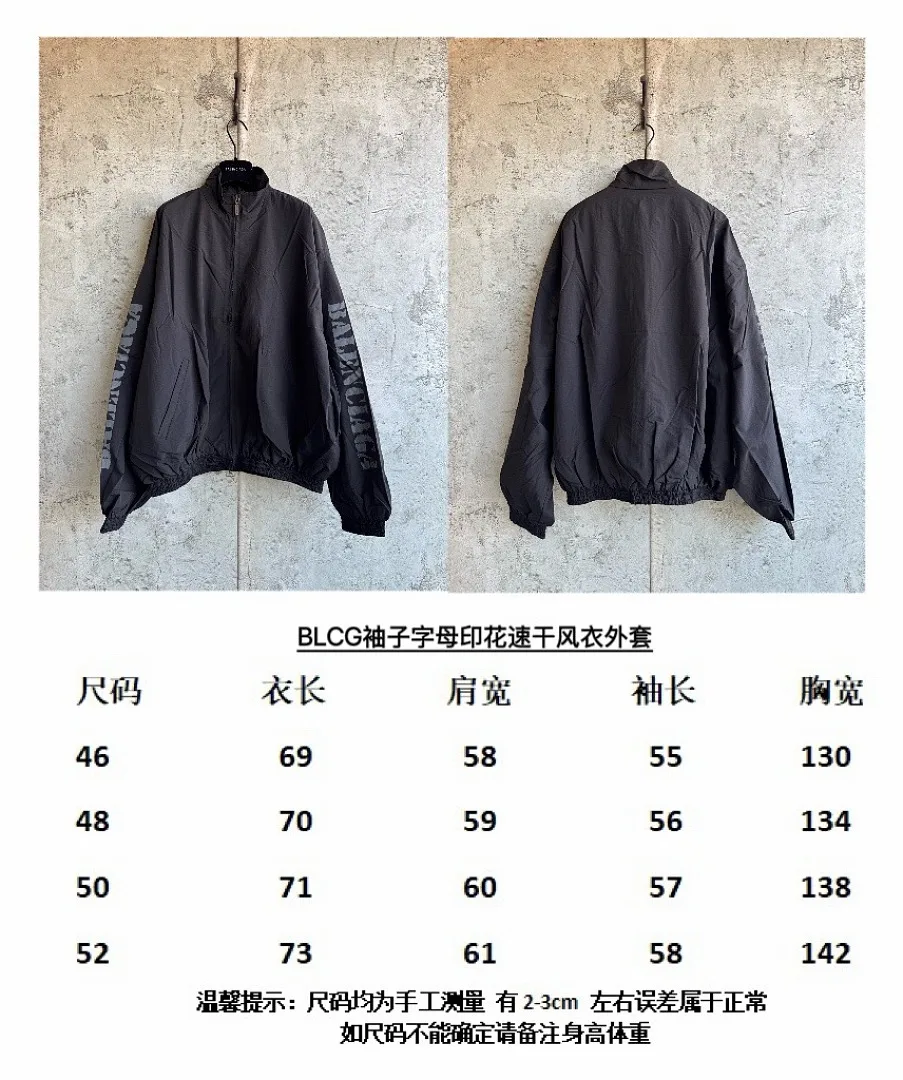 BALENCIAGA
BALENCIAGA
BLCG袖子字母印花速干风衣外套
尺码 衣长 肩宽 袖长 胸宽
46 69 58 55 130
48 70 59 56 134
50 71 60 57 138
52 73 61 58 142
温馨提示：尺码均为手工测量 有2-3cm 左右误差属于正常
如尺码不能确定请备注身高体重